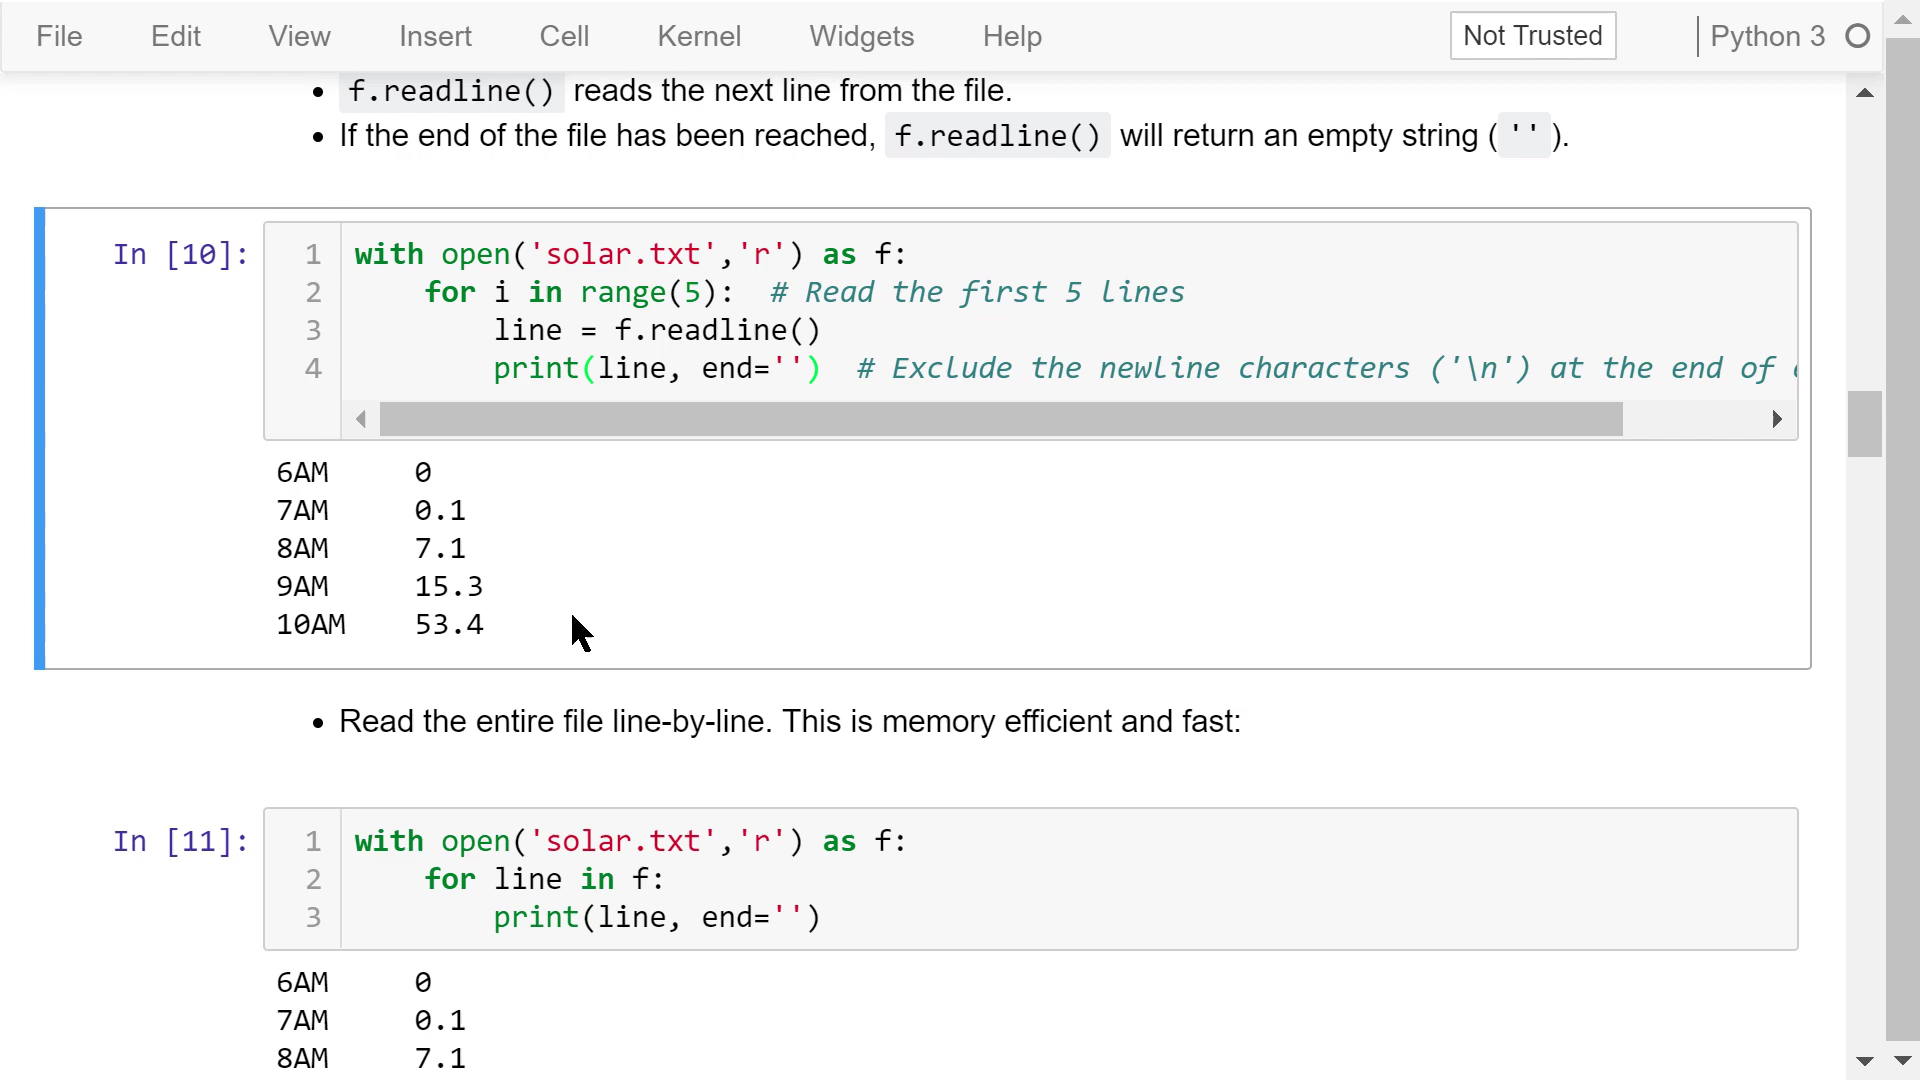 File Edit View Insert Cell Kernel Widgets Help Not Trusted Python 3
• f.readline() reads the next line from the file.
• If the end of the file has been reached, f.readline() will return an empty string ('').
In [10]: 1 with open('solar.txt','r') as f:
2     for i in range(5):  # Read the first 5 lines
3         line = f.readline()
4         print(line, end='')  # Exclude the newline characters ('\n') at the end of
6AM     0
7AM     0.1
8AM     7.1
9AM     15.3
10AM    53.4
• Read the entire file line-by-line. This is memory efficient and fast:
In [11]: 1 with open('solar.txt','r') as f:
2     for line in f:
3         print(line, end='')
6AM     0
7AM     0.1
8AM     7.1